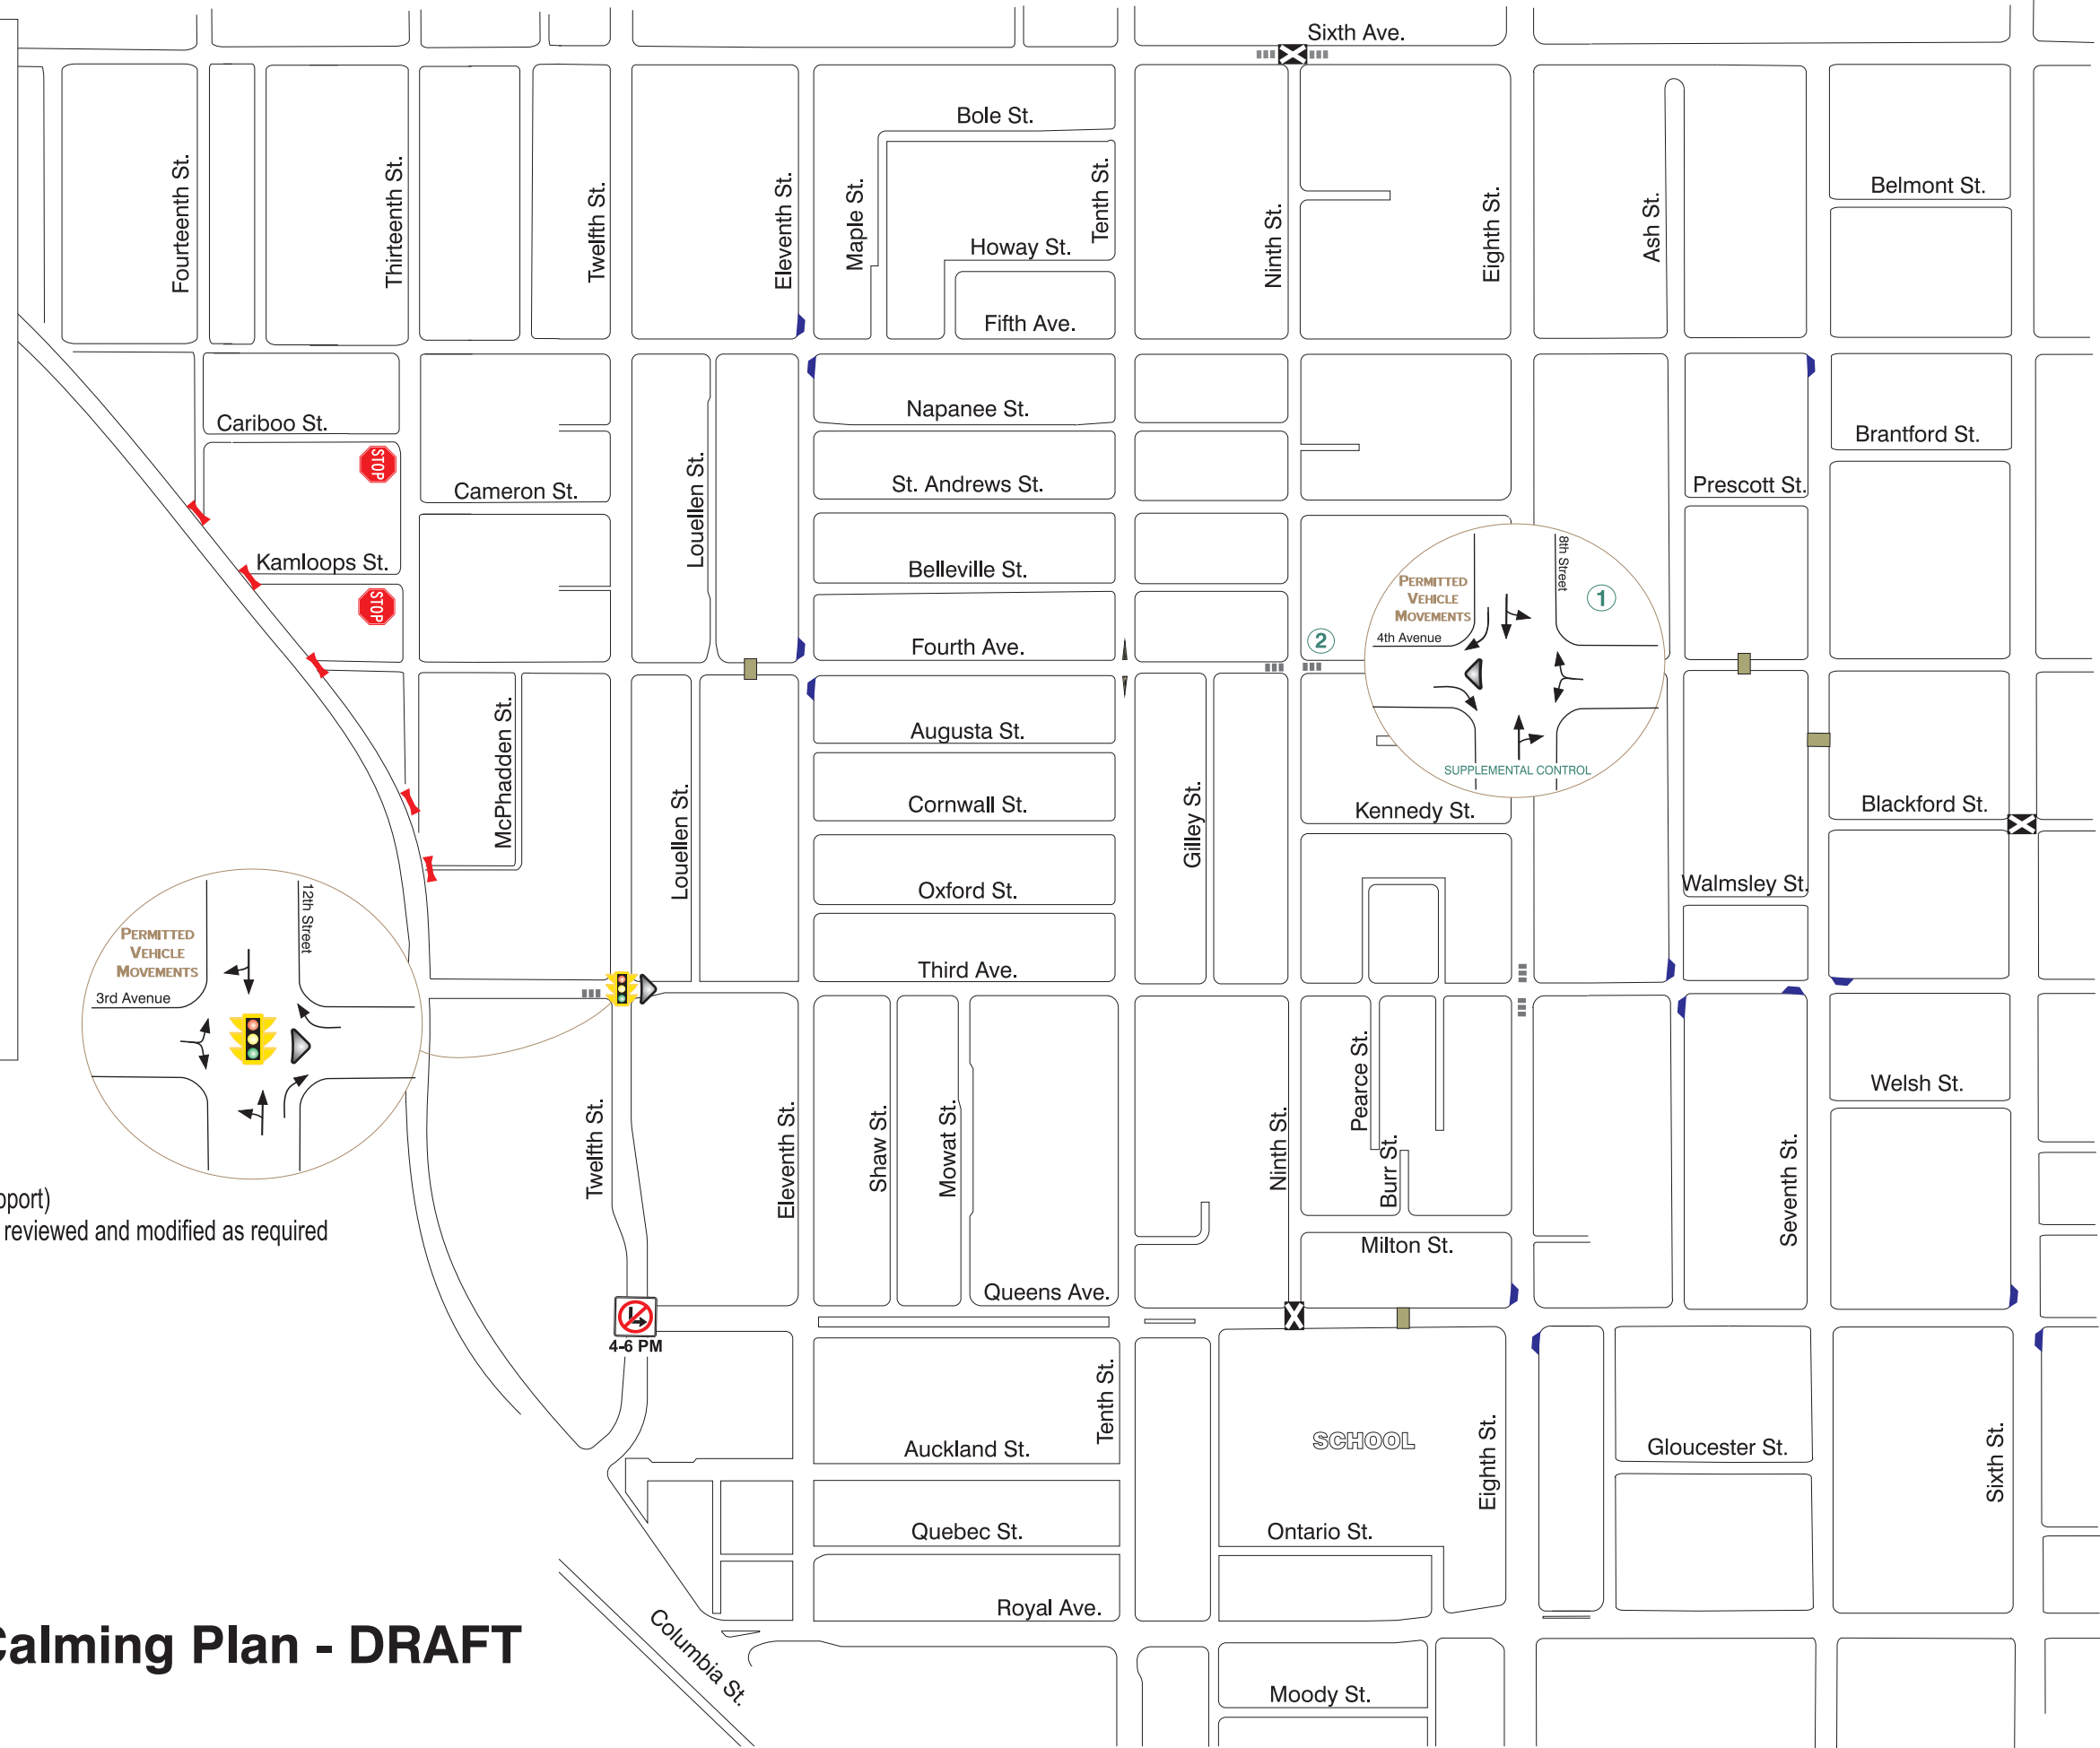 Sixth Ave.
Bole St.
Fourteenth St.
Thirteenth St.
Twelfth St.
Eleventh St.
Maple St.
Tenth St.
Howay St.
Ninth St.
Eighth St.
Ash St.
Belmont St.
Fifth Ave.
Cariboo St.
Napanee St.
Brantford St.
STOP
Cameron St.
Louellen St.
St. Andrews St.
Prescott St.
Kamloops St.
Belleville St.
STOP
PERMITTED
VEHICLE
MOVEMENTS
8th Street
1
4th Avenue
2
Fourth Ave.
SUPPLEMENTAL CONTROL
McPhadden St.
Augusta St.
Louellen St.
Cornwall St.
Gilley St.
Kennedy St.
Blackford St.
Oxford St.
Walmsley St.
PERMITTED
VEHICLE
MOVEMENTS
12th Street
3rd Avenue
Third Ave.
Twelfth St.
Eleventh St.
Shaw St.
Mowat St.
Ninth St.
Pearce St.
Burr St.
Welsh St.
Seventh St.
pport)
reviewed and modified as required
Milton St.
Queens Ave.
4-6 PM
Tenth St.
Auckland St.
SCHOOL
Eighth St.
Gloucester St.
Sixth St.
Quebec St.
Ontario St.
Royal Ave.
Calming Plan - DRAFT
Columbia St.
Moody St.